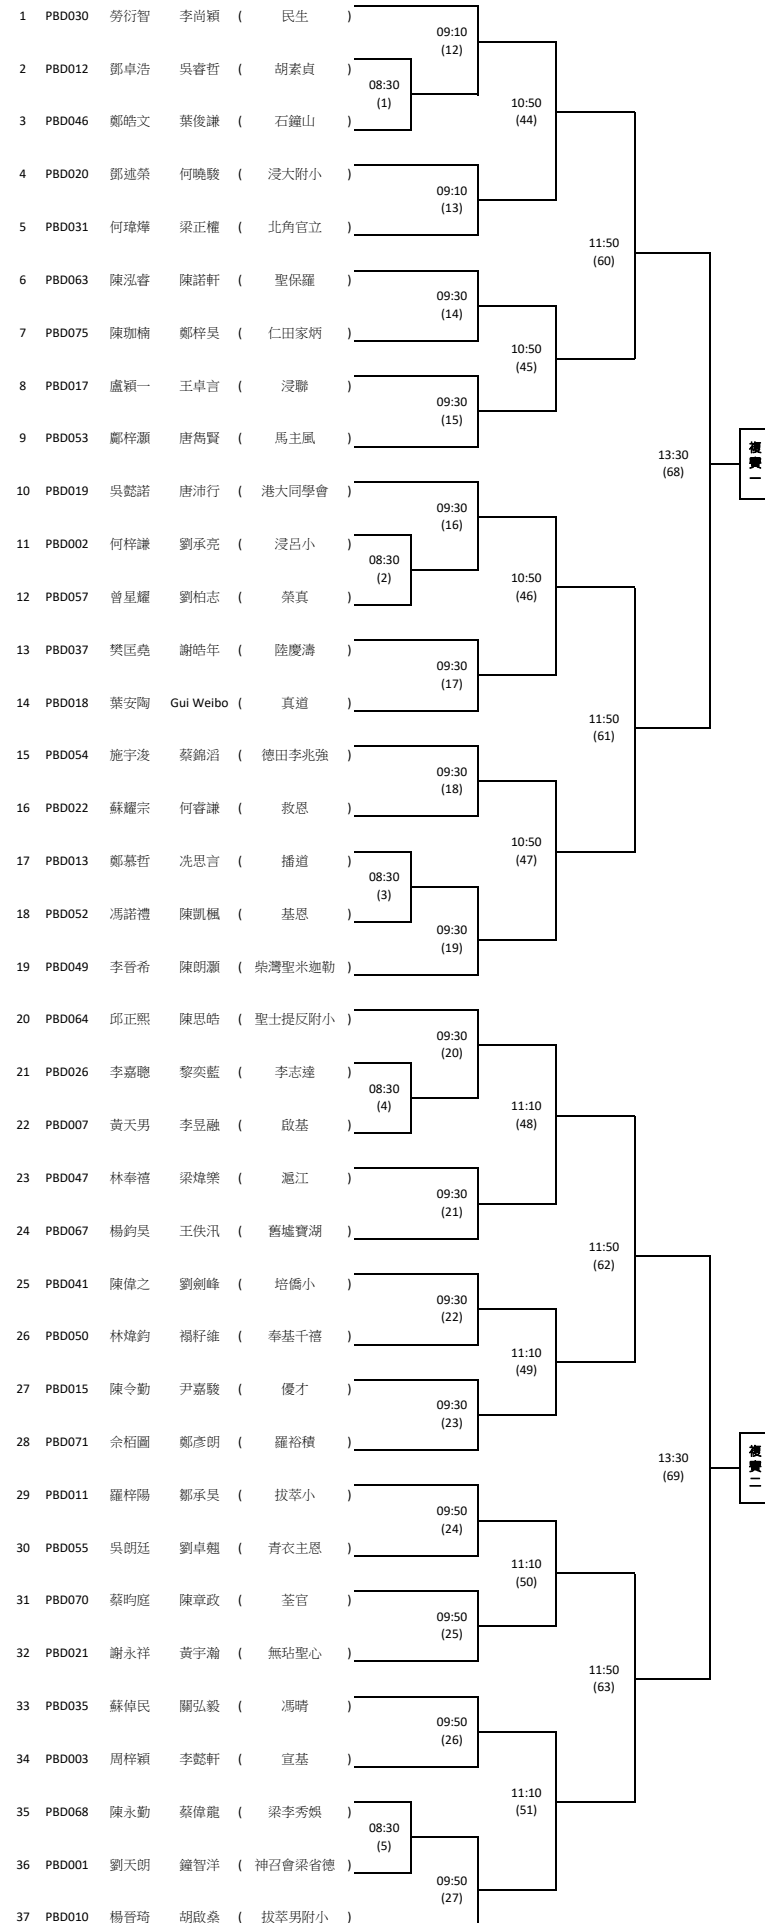 1 PBD030 勞衍智 李尚穎 ( 民生 )
09:10
(12)
2 PBD012 鄧卓浩 吳睿哲 ( 胡素貞 )
08:30
(1)
3 PBD046 鄭皓文 葉俊謙 ( 石鐘山 )
10:50
(44)
4 PBD020 鄧述榮 何曉駿 ( 浸大附小 )
09:10
(13)
5 PBD031 何瑋燁 梁正權 ( 北角官立 )
11:50
(60)
6 PBD063 陳泓睿 陳諾軒 ( 聖保羅 )
09:30
(14)
7 PBD075 陳珈楠 鄭梓昊 ( 仁田家炳 )
10:50
(45)
8 PBD017 盧穎一 王卓言 ( 浸聯 )
09:30
(15)
9 PBD053 鄺梓灝 唐雋賢 ( 馬主風 )
13:30
(68)
複賽一
10 PBD019 吳懿諾 唐沛行 ( 港大同學會 )
09:30
(16)
11 PBD002 何梓謙 劉承亮 ( 浸呂小 )
08:30
(2)
12 PBD057 曾星耀 劉柏志 ( 榮真 )
10:50
(46)
13 PBD037 樊匡堯 謝皓年 ( 陸慶濤 )
09:30
(17)
14 PBD018 葉安陶 Gui Weibo ( 真道 )
11:50
(61)
15 PBD054 施宇浚 蔡錦滔 ( 德田李兆強 )
09:30
(18)
16 PBD022 蘇耀宗 何睿謙 ( 救恩 )
10:50
(47)
17 PBD013 鄭慕哲 冼思言 ( 播道 )
08:30
(3)
18 PBD052 馮諾禮 陳凱楓 ( 基恩 )
09:30
(19)
19 PBD049 李晉希 陳朗灝 ( 柴灣聖米迦勒 )
20 PBD064 邱正熙 陳思皓 ( 聖士提反附小 )
09:30
(20)
21 PBD026 李嘉聰 黎奕藍 ( 李志達 )
08:30
(4)
22 PBD007 黃天男 李昱融 ( 啟基 )
11:10
(48)
23 PBD047 林奉禧 梁煒樂 ( 滬江 )
09:30
(21)
24 PBD067 楊鈞昊 王佚汛 ( 舊墟寶湖 )
11:50
(62)
25 PBD041 陳偉之 劉劍峰 ( 培僑小 )
09:30
(22)
26 PBD050 林煒鈞 禤籽維 ( 奉基千禧 )
11:10
(49)
27 PBD015 陳令勤 尹嘉駿 ( 優才 )
09:30
(23)
28 PBD071 佘栢圖 鄭彥朗 ( 羅裕積 )
13:30
(69)
複賽二
29 PBD011 羅梓陽 鄒承昊 ( 拔萃小 )
09:50
(24)
30 PBD055 吳朗廷 劉卓翹 ( 青衣主恩 )
11:10
(50)
31 PBD070 蔡昀庭 陳章政 ( 荃官 )
09:50
(25)
32 PBD021 謝永祥 黃宇瀚 ( 無玷聖心 )
11:50
(63)
33 PBD035 蘇倬民 關弘毅 ( 馮晴 )
09:50
(26)
34 PBD003 周梓穎 李懿軒 ( 宣基 )
11:10
(51)
35 PBD068 陳永勤 蔡偉龍 ( 梁李秀娛 )
08:30
(5)
36 PBD001 劉天朗 鐘智洋 ( 神召會梁省德 )
09:50
(27)
37 PBD010 楊晉琦 胡啟燊 ( 拔萃男附小 )